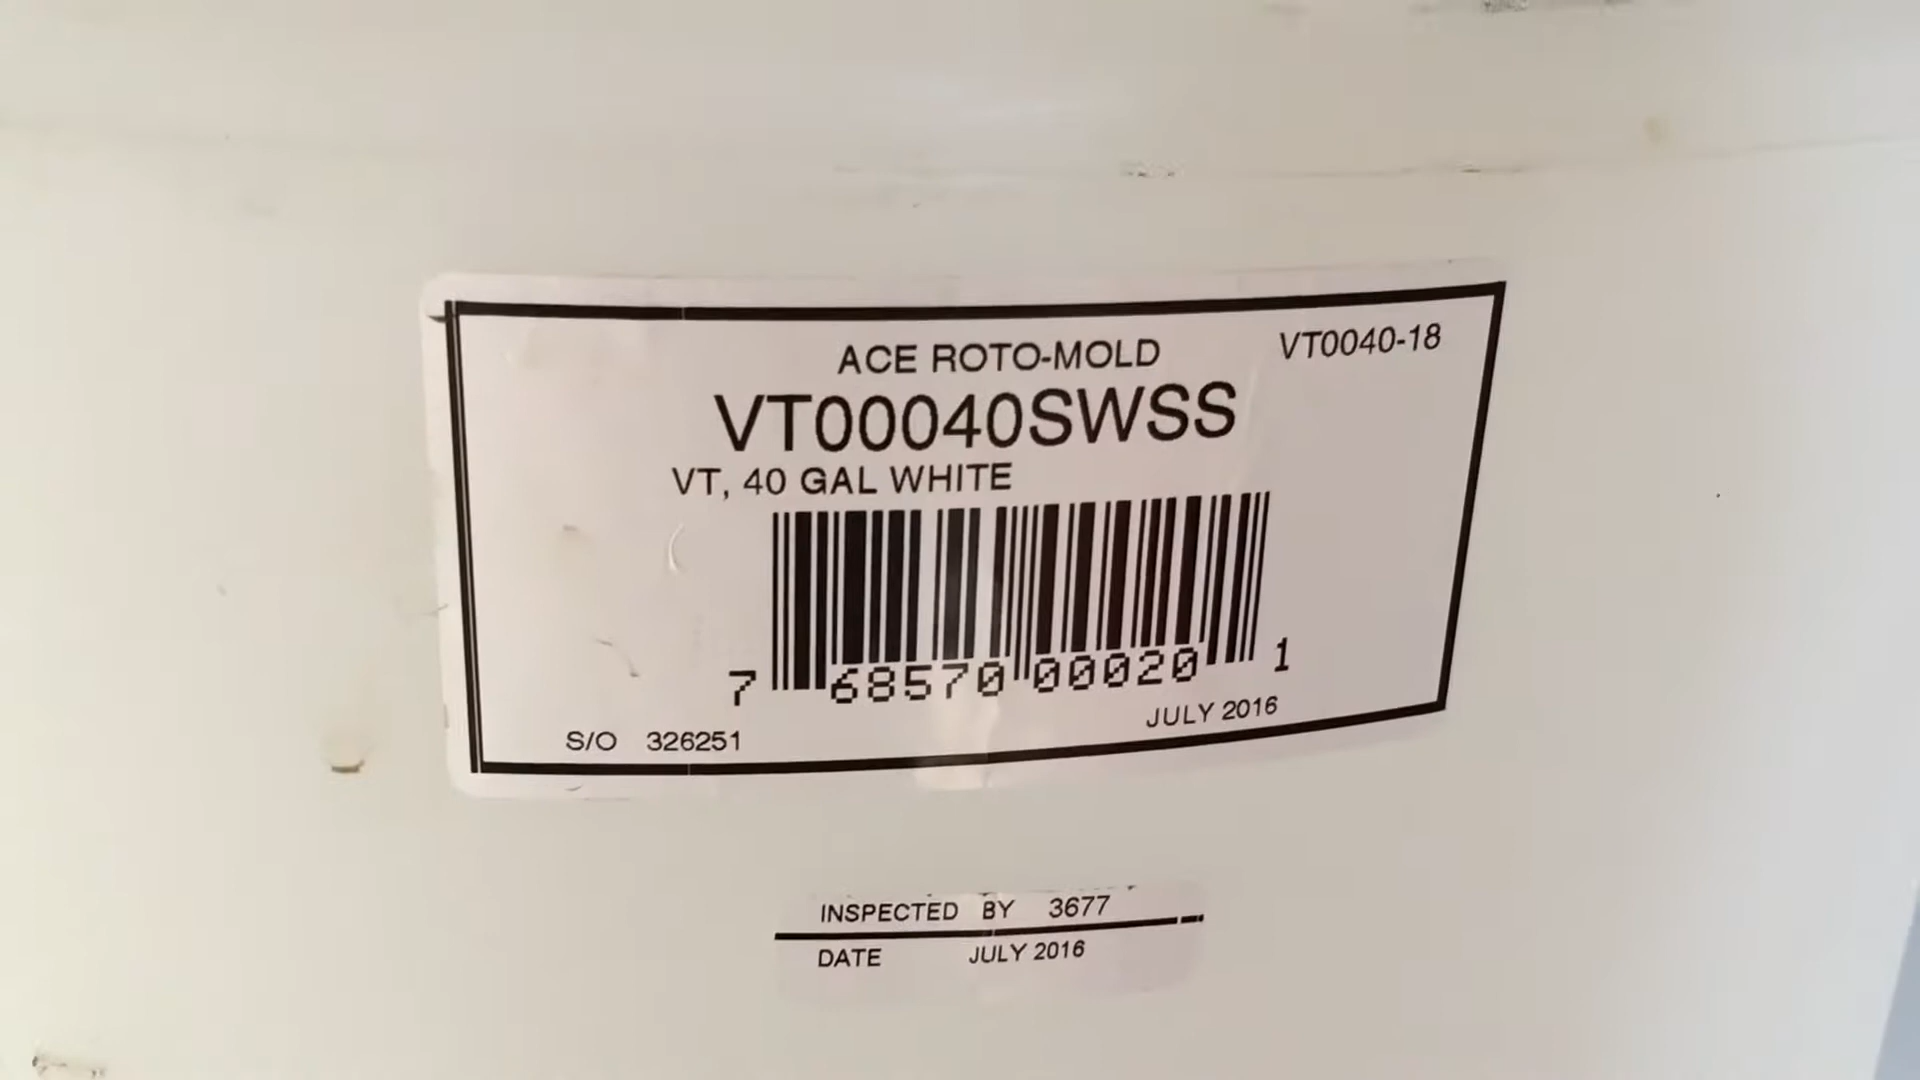 ACE ROTO-MOLD VT0040-18
VT00040SWSS
VT, 40 GAL WHITE
7 68570 00020 1
S/O 326251 JULY 2016
INSPECTED BY 3677
DATE JULY 2016